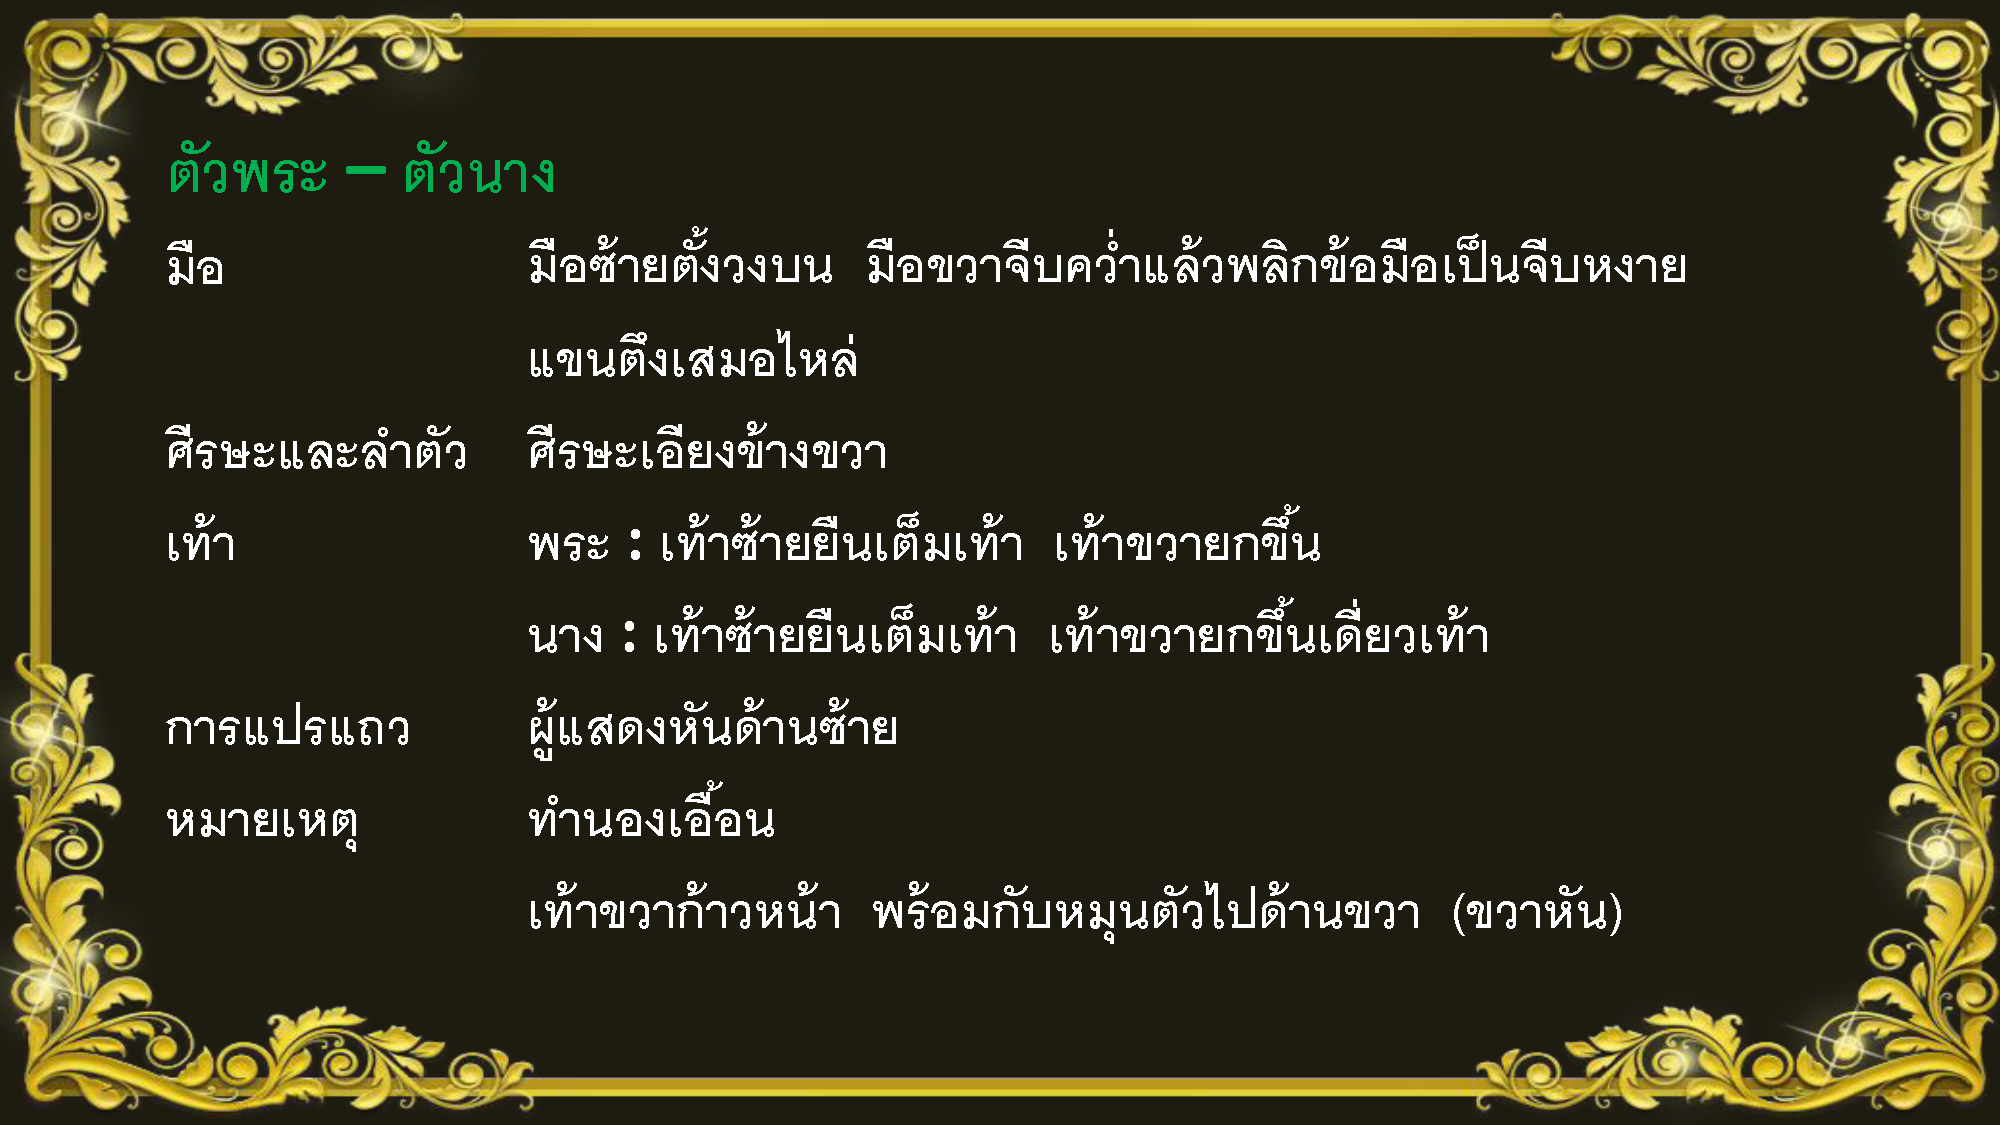 ตัวพระ – ตัวนาง
มือ มือซ้ายตั้งวงบน มือขวาจีบคว่ำแล้วพลิกข้อมือเป็นจีบหงาย
แขนตึงเสมอไหล่
ศีรษะและลำตัว ศีรษะเอียงข้างขวา
เท้า พระ : เท้าซ้ายยืนเต็มเท้า เท้าขวายกขึ้น
นาง : เท้าซ้ายยืนเต็มเท้า เท้าขวายกขึ้นเดี่ยวเท้า
การแปรแถว ผู้แสดงหันด้านซ้าย
หมายเหตุ ทำนองเอื้อน
เท้าขวาก้าวหน้า พร้อมกับหมุนตัวไปด้านขวา (ขวาหัน)